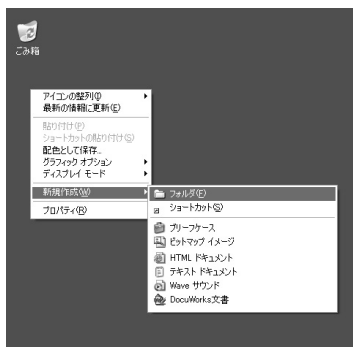 ごみ箱
アイコンの整列(I)
最新の情報に更新(E)
貼り付け(P)
ショートカットの貼り付け(S)
配色として保存...
グラフィック オプション
ディスプレイ モード
新規作成(W)
プロパティ(R)
フォルダ(F)
ショートカット(S)
ブリーフケース
ビットマップ イメージ
HTML ドキュメント
テキスト ドキュメント
Wave サウンド
DocuWorks文書